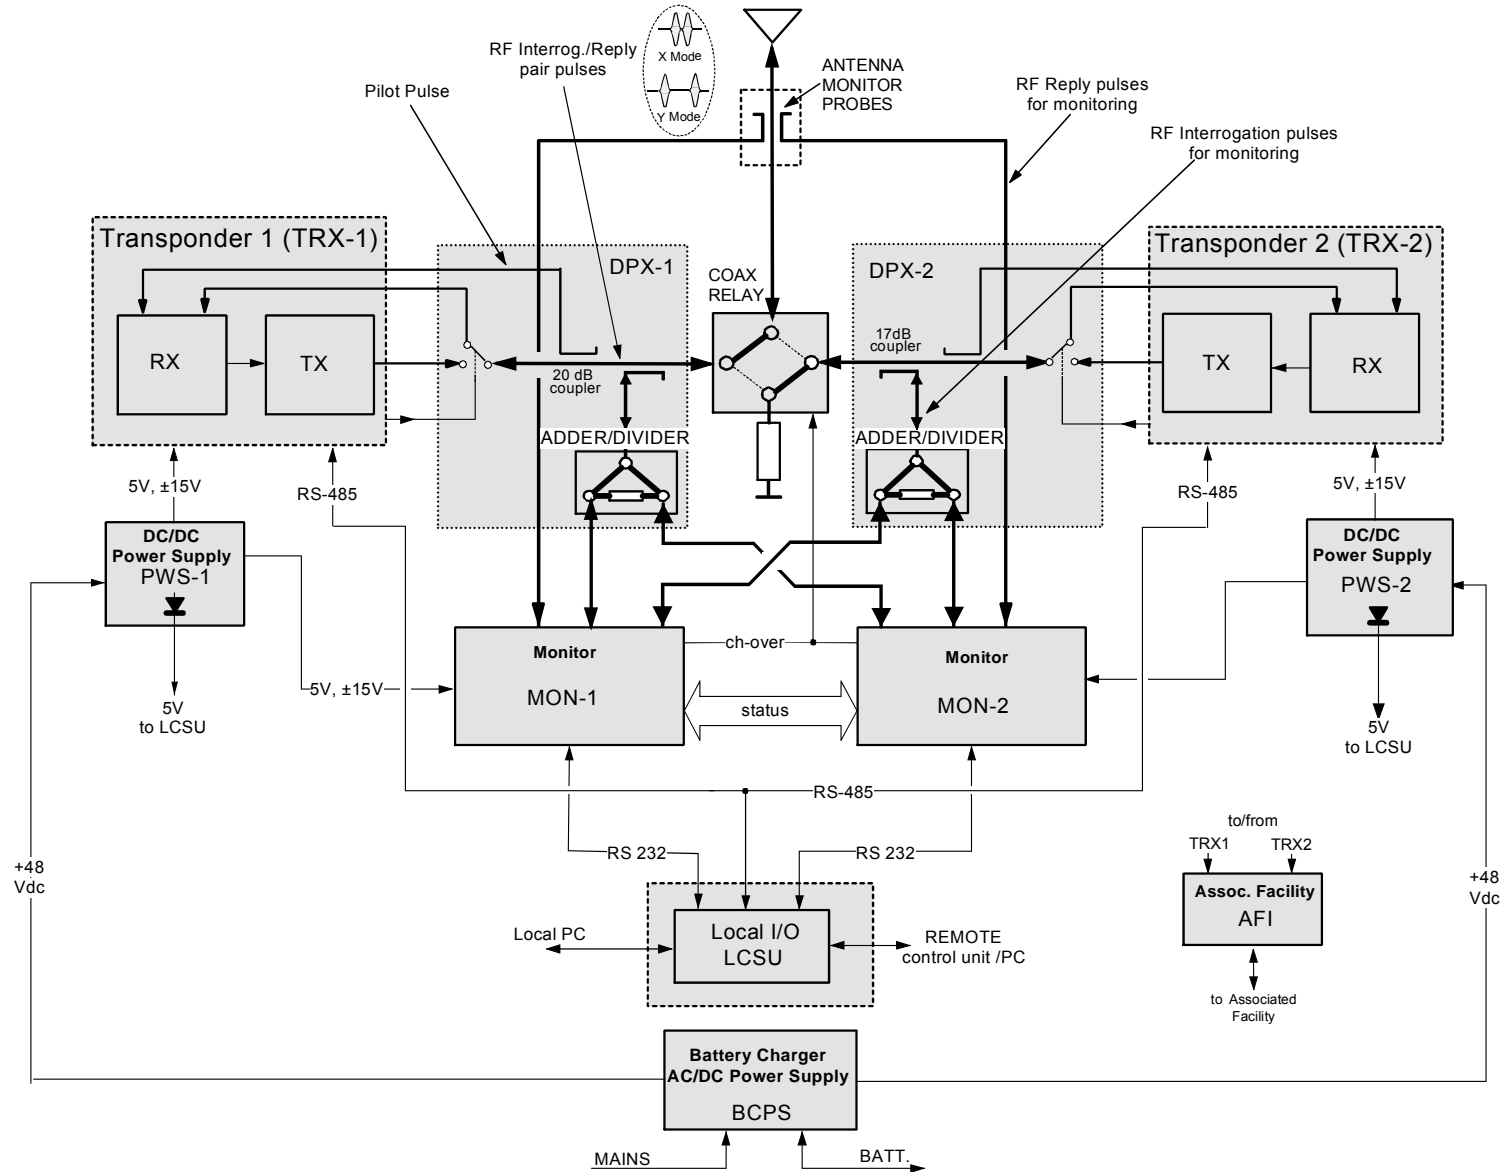 X Mode
Y Mode
RF Interrog./Reply
pair pulses
Pilot Pulse
ANTENNA
MONITOR
PROBES
RF Reply pulses
for monitoring
RF Interrogation pulses
for monitoring
Transponder 1 (TRX-1)
RX
TX
DPX-1
20 dB
coupler
COAX
RELAY
DPX-2
17dB
coupler
Transponder 2 (TRX-2)
TX
RX
ADDER/DIVIDER
ADDER/DIVIDER
5V, ±15V
RS-485
RS-485
5V, ±15V
DC/DC
Power Supply
PWS-1
DC/DC
Power Supply
PWS-2
5V
to LCSU
5V, ±15V
Monitor
MON-1
ch-over
status
Monitor
MON-2
5V
to LCSU
RS-485
RS 232
RS 232
+48
Vdc
to/from
TRX1
TRX2
Assoc. Facility
AFI
to Associated
Facility
+48
Vdc
Local PC
Local I/O
LCSU
REMOTE
control unit /PC
Battery Charger
AC/DC Power Supply
BCPS
MAINS
BATT.